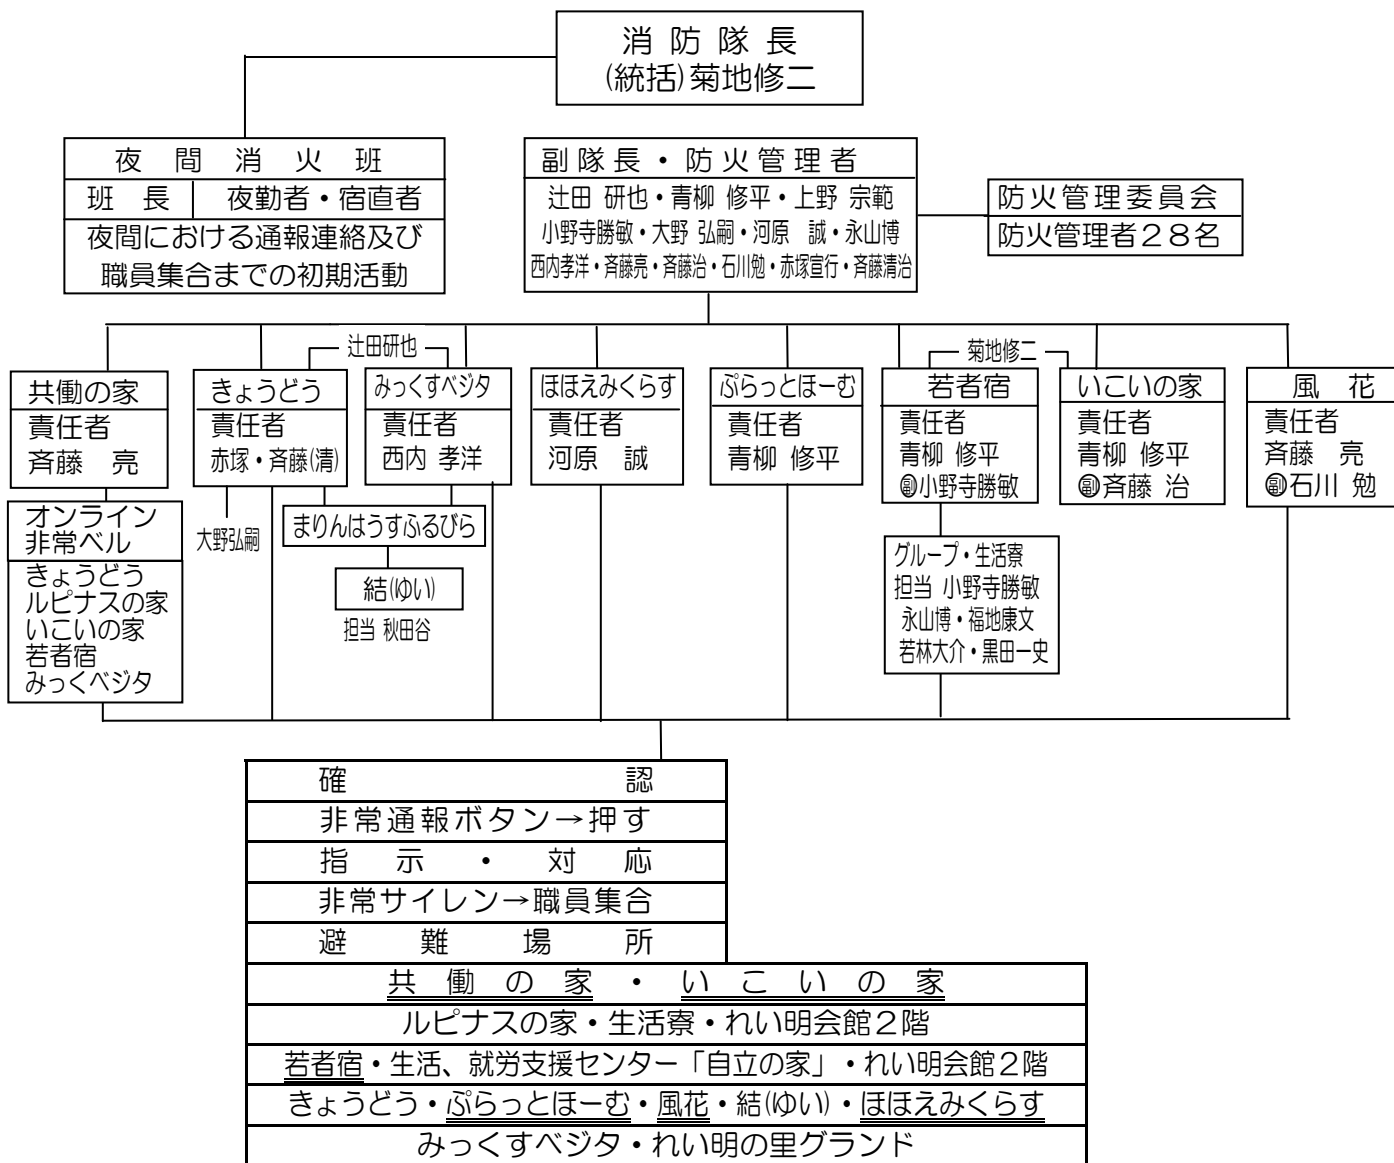 消防隊長
(統括)菊地修二
夜間消火班
班長 夜勤者・宿直者
夜間における通報連絡及び
職員集合までの初期活動
副隊長・防火管理者
辻田 研也・青柳 修平・上野 宗範
小野寺勝敏・大野 弘嗣・河原 誠・永山博
西内孝洋・斉藤亮・斉藤治・石川勉・赤塚宣行・斉藤清治
防火管理委員会
防火管理者28名
辻田研也
菊地修二
共働の家
責任者
斉藤 亮
オンライン
非常ベル
きょうどう
ルピナスの家
いこいの家
若者宿
みっくベジタ
きょうどう
責任者
赤塚・斉藤(清)
大野弘嗣
みっくすベジタ
責任者
西内 孝洋
まりんはうすふるびら
結(ゆい)
担当 秋田谷
ほほえみくらす
責任者
河原 誠
ぷらっとほーむ
責任者
青柳 修平
若者宿
責任者
青柳 修平
㊙小野寺勝敏
グループ・生活寮
担当 小野寺勝敏
永山博・福地康文
若林大介・黒田一史
いこいの家
責任者
青柳 修平
副斉藤 治
風花
責任者
斉藤 亮
副石川 勉
確認
非常通報ボタン→押す
指示・対応
非常サイレン→職員集合
避難場所
共働の家・いこいの家
ルピナスの家・生活寮・れい明会館2階
若者宿・生活、就労支援センター「自立の家」・れい明会館2階
きょうどう・ぷらっとほーむ・風花・結(ゆい)・ほほえみくらす
みっくすベジタ・れい明の里グランド